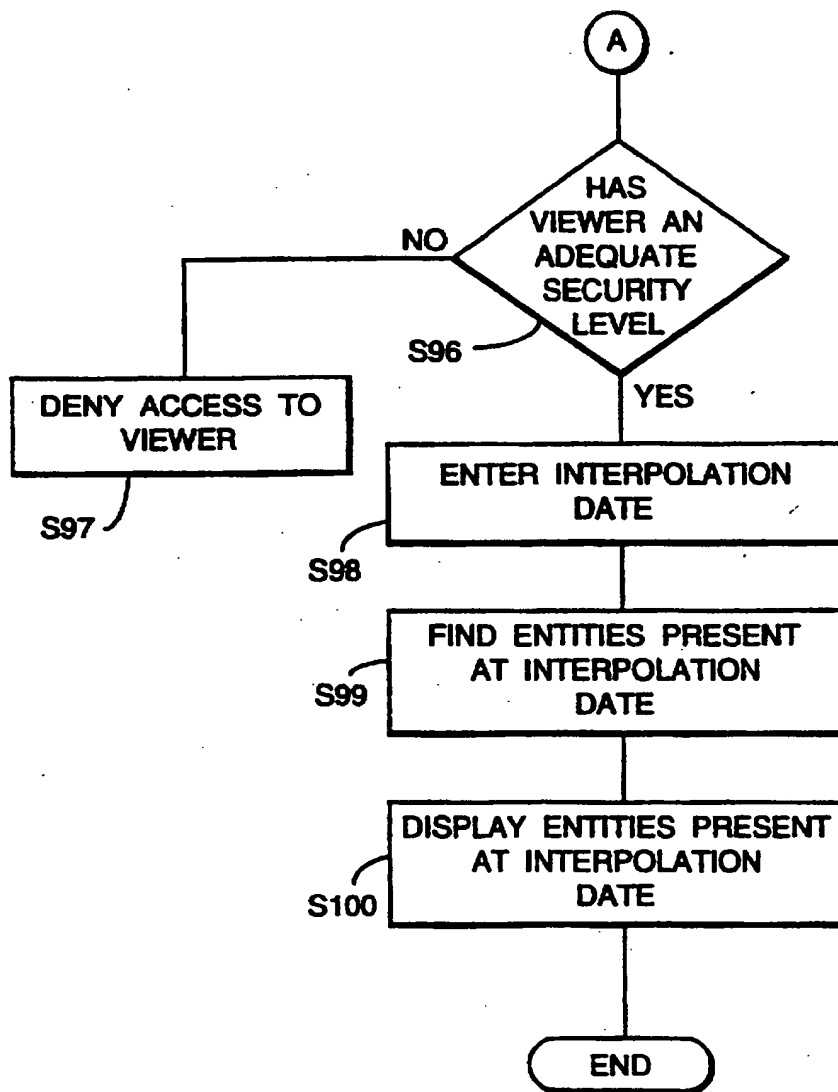 A
HAS
VIEWER AN
ADEQUATE
SECURITY
LEVEL
NO
S96
YES
DENY ACCESS TO
VIEWER
S97
ENTER INTERPOLATION
DATE
S98
FIND ENTITIES PRESENT
AT INTERPOLATION
DATE
S99
DISPLAY ENTITIES PRESENT
AT INTERPOLATION
DATE
S100
END